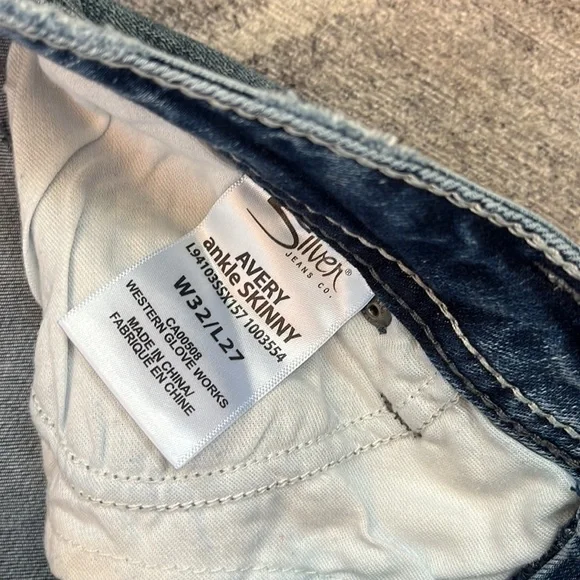 Silver®
JEANS CO.
AVERY
ankle SKINNY
L94109SSX157 1003554
W32/L27
CA00508
WESTERN GLOVE WORKS
MADE IN CHINA/
FABRIQUE EN CHINE